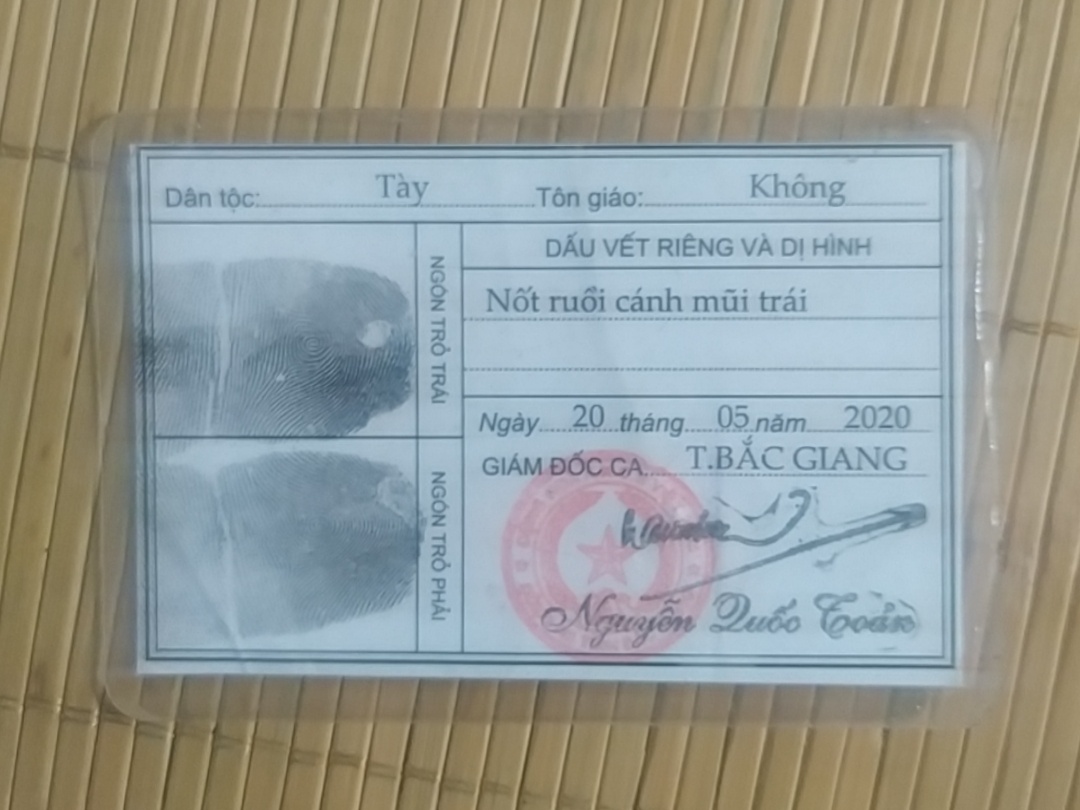 Dân tộc: Tày Tôn giáo: Không
NGÓN TRỎ TRÁI
NGÓN TRỎ PHẢI
DẤU VẾT RIÊNG VÀ DỊ HÌNH
Nốt ruồi cánh mũi trái
Ngày 20 tháng 05 năm 2020
GIÁM ĐỐC CA T.BẮC GIANG
Nguyễn Quốc Toản